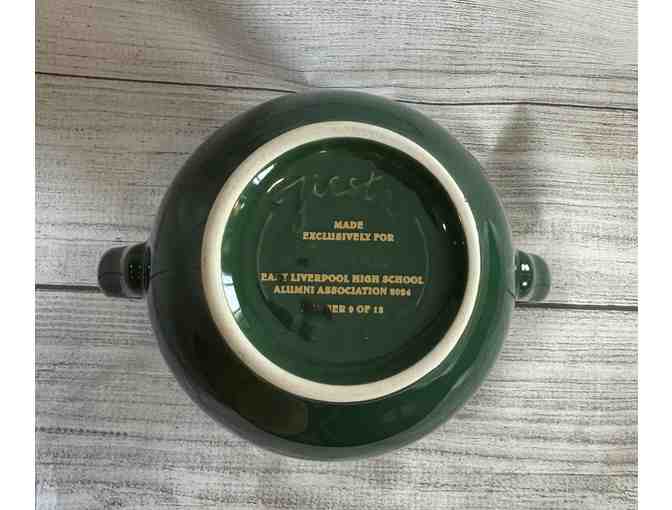 MADE
EXCLUSIVELY FOR
LIVERPOOL HIGH SCHOOL
ALUMNI ASSOCIATION 2024
9 OF 12